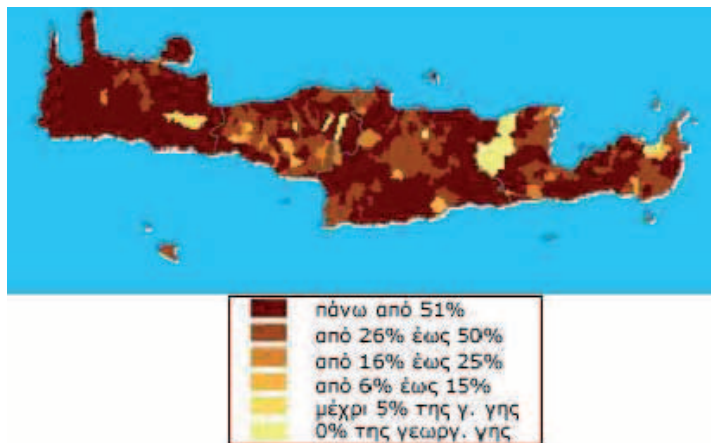 πάνω από 51%
από 26% έως 50%
από 16% έως 25%
από 6% έως 15%
μέχρι 5% της γ. γης
0% της γεωργ. γης